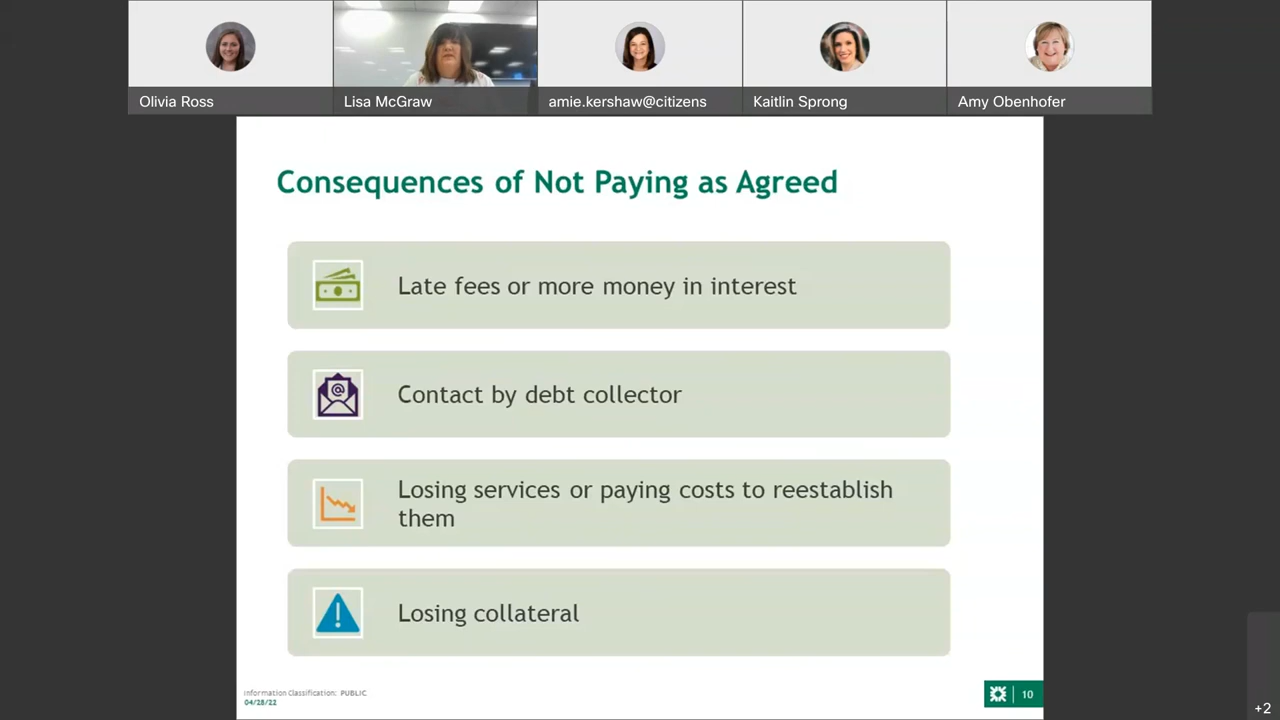 Olivia Ross
Lisa McGraw
amie.kershaw@citizens
Kaitlin Sprong
Amy Obenhofer
Consequences of Not Paying as Agreed
Late fees or more money in interest
Contact by debt collector
Losing services or paying costs to reestablish
them
Losing collateral
Information Classification: PUBLIC
04/28/22
10
+2